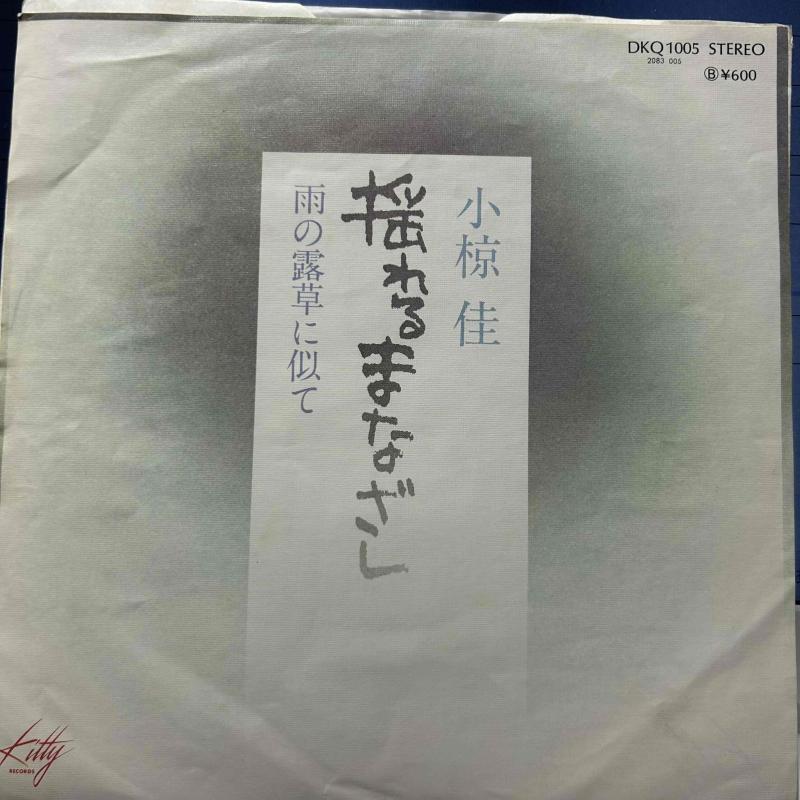 DKQ1005 STEREO
2083 005
Ⓑ¥600
小椋 佳
揺れるまなざし
雨の露草に似て
Kitty
RECORDS